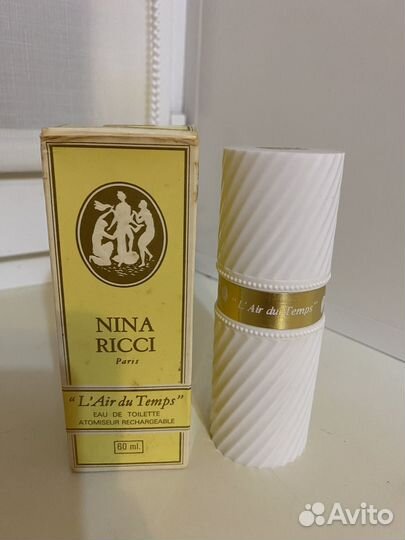 NINA
RICCI
Paris
"L'Air du Temps"
EAU DE TOILETTE
ATOMISEUR RECHARGEABLE
60 ml.
"L'Air du Temps"
Avito